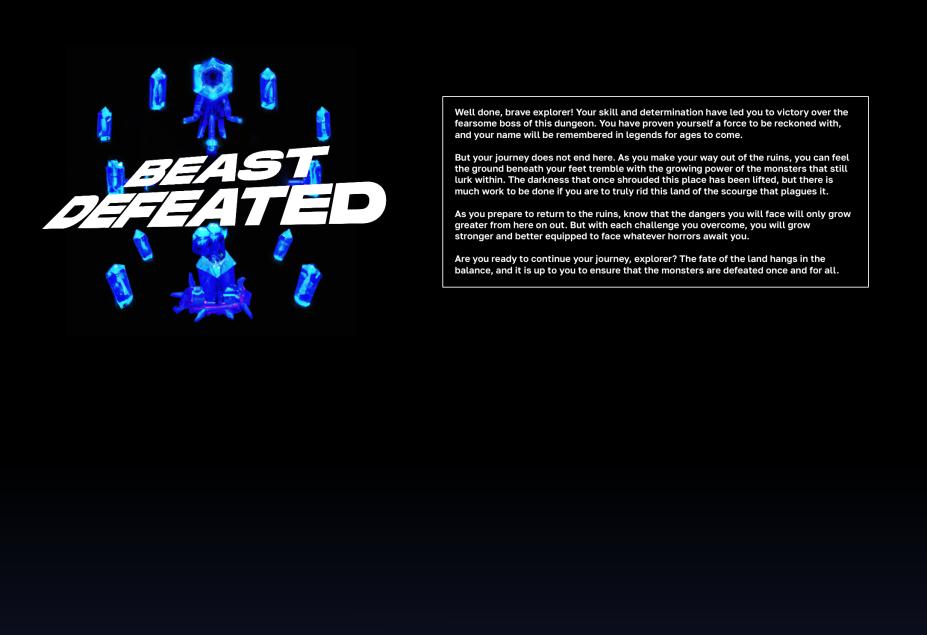 BEAST
DEFEATED
Well done, brave explorer! Your skill and determination have led you to victory over the
fearsome boss of this dungeon. You have proven yourself a force to be reckoned with,
and your name will be remembered in legends for ages to come.
But your journey does not end here. As you make your way out of the ruins, you can feel
the ground beneath your feet tremble with the growing power of the monsters that still
lurk within. The darkness that once shrouded this place has been lifted, but there is
much work to be done if you are to truly rid this land of the scourge that plagues it.
As you prepare to return to the ruins, know that the dangers you will face will only grow
greater from here on out. But with each challenge you overcome, you will grow
stronger and better equipped to face whatever horrors await you.
Are you ready to continue your journey, explorer? The fate of the land hangs in the
balance, and it is up to you to ensure that the monsters are defeated once and for all.